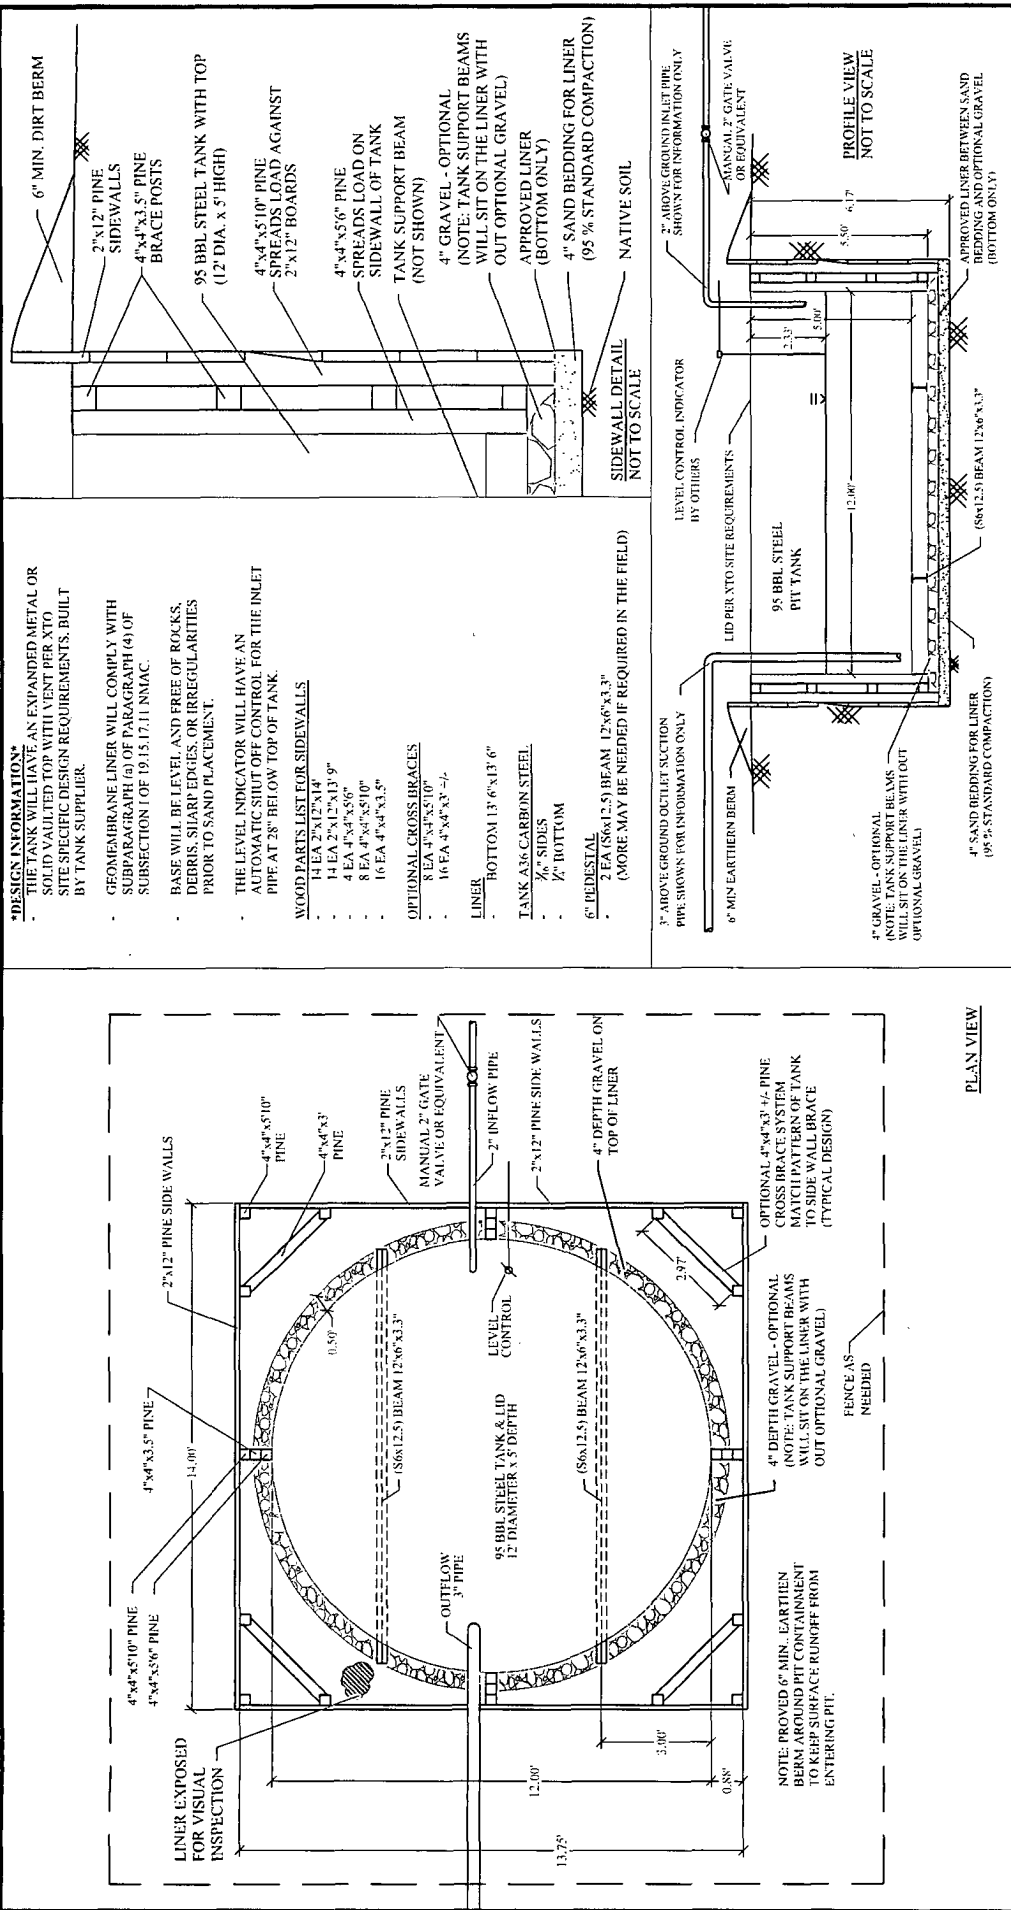 *DESIGN INFORMATION*
- THE TANK WILL HAVE AN EXPANDED METAL OR
SOLID VAULTED TOP WITH VENT PER XTO
SITE SPECIFIC DESIGN REQUIREMENTS, BUILT
BY TANK SUPPLIER.
- GEOMEMBRANE LINER WILL COMPLY WITH
SUBPARAGRAPH (a) OF PARAGRAPH (4) OF
SUBSECTION I OF 19.15.17.11 NMAC.
- BASE WILL BE LEVEL AND FREE OF ROCKS,
DEBRIS, SHARP EDGES, OR IRREGULARITIES
PRIOR TO SAND PLACEMENT.
- THE LEVEL INDICATOR WILL HAVE AN
AUTOMATIC SHUT OFF CONTROL FOR THE INLET
PIPE AT 28" BELOW TOP OF TANK.
WOOD PARTS LIST FOR SIDEWALLS
- 14 EA 2"x12"x14'
- 14 EA 2"x12"x13' 9"
- 4 EA 4"x4"x5'6"
- 8 EA 4"x4"x5'10"
- 16 EA 4"x4"x3.5"
OPTIONAL CROSS BRACES
- 8 EA 4"x4"x5'10"
- 16 EA 4"x4"x3' +/-
LINER
- BOTTOM 13' 6"x13' 6"
TANK A36 CARBON STEEL
SIDES
- ¼" BOTTOM
6" PEDESTAL
- 2 EA (S6x12.5) BEAM 12'x6"x3.3"
(MORE MAY BE NEEDED IF REQUIRED IN THE FIELD)
6" MIN. DIRT BERM
2"x12" PINE
SIDEWALLS
4"x4"x3.5" PINE
BRACE POSTS
95 BBL STEEL TANK WITH TOP
(12' DIA. x 5' HIGH)
4"x4"x5'10" PINE
SPREADS LOAD AGAINST
2"x12" BOARDS
4"x4"x5'6" PINE
SPREADS LOAD ON
SIDEWALL OF TANK
TANK SUPPORT BEAM
(NOT SHOWN)
4" GRAVEL - OPTIONAL
(NOTE: TANK SUPPORT BEAMS
WILL SIT ON THE LINER WITH
OUT OPTIONAL GRAVEL)
APPROVED LINER
(BOTTOM ONLY)
4" SAND BEDDING FOR LINER
(95 % STANDARD COMPACTION)
NATIVE SOIL
SIDEWALL DETAIL
NOT TO SCALE
LINER EXPOSED
FOR VISUAL
INSPECTION
4"x4"x5'10" PINE
4"x4"x5'6" PINE
4"x4"x3.5" PINE
2"x12" PINE SIDE WALLS
14.00'
4"x4"x5'10"
PINE
4"x4"x3'
PINE
2"x12" PINE
SIDEWALLS
MANUAL 2" GATE
VALVE OR EQUIVALENT
2" INFLOW PIPE
2"x12" PINE SIDE WALLS
4" DEPTH GRAVEL ON
TOP OF LINER
OUTFLOW
3" PIPE
0.50'
(S6x12.5) BEAM 12'x6"x3.3"
95 BBL STEEL TANK & LID
12' DIAMETER x 5' DEPTH
LEVEL
CONTROL
(S6x12.5) BEAM 12'x6"x3.3"
2.97'
13.75'
12.00'
3.00'
0.88'
OPTIONAL 4"x4"x3' +/- PINE
CROSS BRACE SYSTEM
MATCH PATTERN OF TANK
TO SIDE WALL BRACE
(TYPICAL DESIGN)
4" DEPTH GRAVEL - OPTIONAL
(NOTE: TANK SUPPORT BEAMS
WILL SIT ON THE LINER WITH
OUT OPTIONAL GRAVEL)
NOTE: PROVED 6" MIN.. EARTHEN
BERM AROUND PIT CONTAINMENT
TO KEEP SURFACE RUNOFF FROM
ENTERING PIT.
FENCE AS
NEEDED
PLAN VIEW
3" ABOVE GROUND OUTLET SUCTION
PIPE SHOWN FOR INFORMATION ONLY
6" MIN EARTHERN BERM
LID PER XTO SITE REQUIREMENTS
LEVEL CONTROL INDICATOR
BY OTHERS
2" ABOVE GROUND INLET PIPE
SHOWN FOR INFORMATION ONLY
MANUAL 2" GATE VALVE
OR EQUIVALENT
PROFILE VIEW
NOT TO SCALE
95 BBL STEEL
PIT TANK
12.00'
2.33'
5.00'
5.50'
6.17'
4" GRAVEL - OPTIONAL
(NOTE: TANK SUPPORT BEAMS
WILL SIT ON THE LINER WITH OUT
OPTIONAL GRAVEL)
4" SAND BEDDING FOR LINER
(95 % STANDARD COMPACTION)
(S6x12.5) BEAM 12'x6"x3.3"
APPROVED LINER BETWEEN SAND
BEDDING AND OPTIONAL GRAVEL
(BOTTOM ONLY)